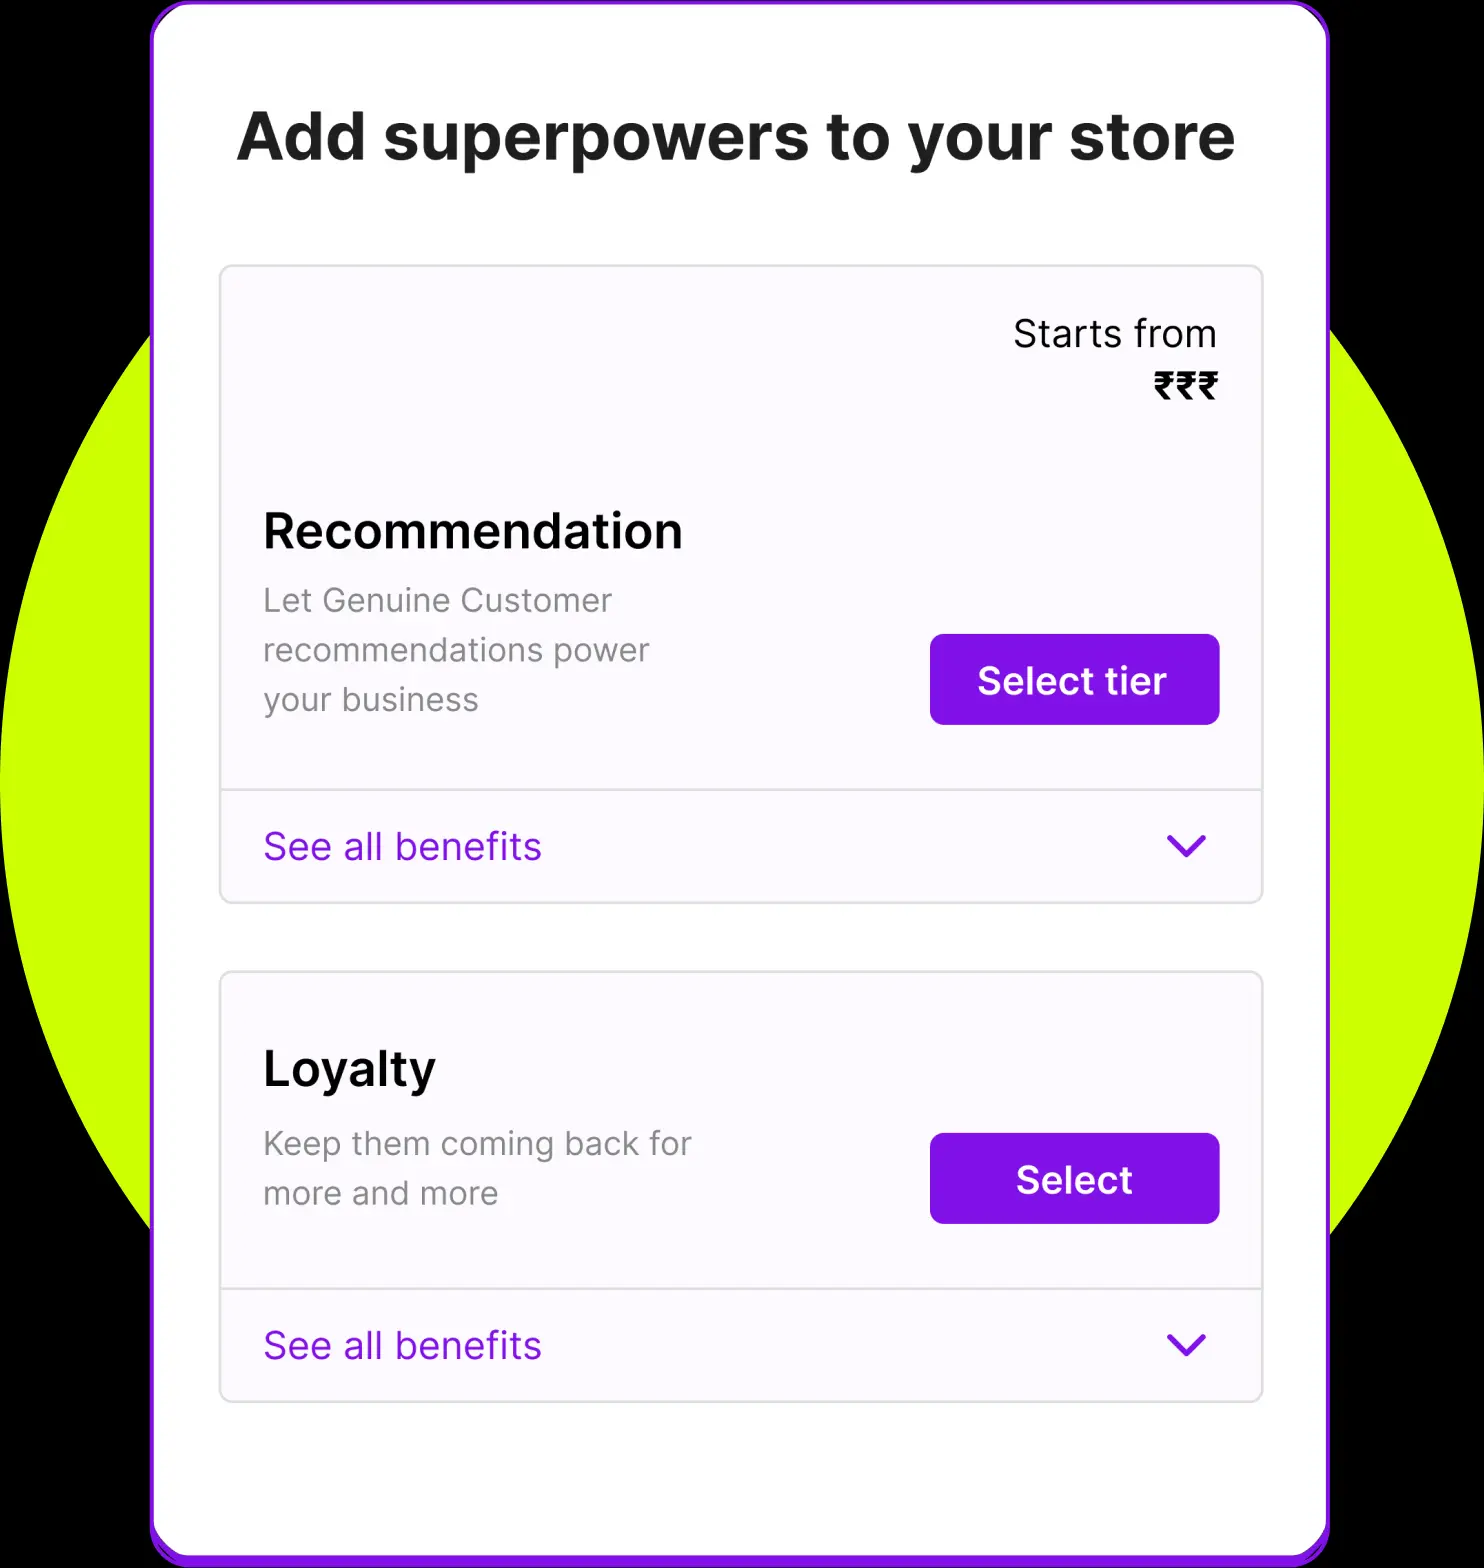 Add superpowers to your store
Starts from
₹₹₹
Recommendation
Let Genuine Customer
recommendations power
your business
Select tier
See all benefits
Loyalty
Keep them coming back for
more and more
Select
See all benefits